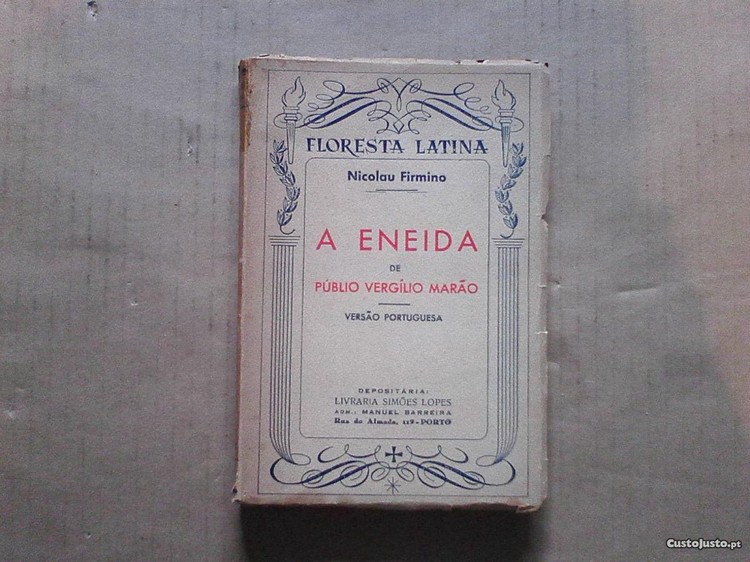 FLORESTA LATINA
Nicolau Firmino
A ENEIDA
DE
PÚBLIO VERGÍLIO MARÃO
VERSÃO PORTUGUESA
DEPOSITÁRIA:
LIVRARIA SIMÕES LOPES
ADM.: MANUEL BARREIRA
Rua do Almada, 119-PORTO
CustoJusto.pt